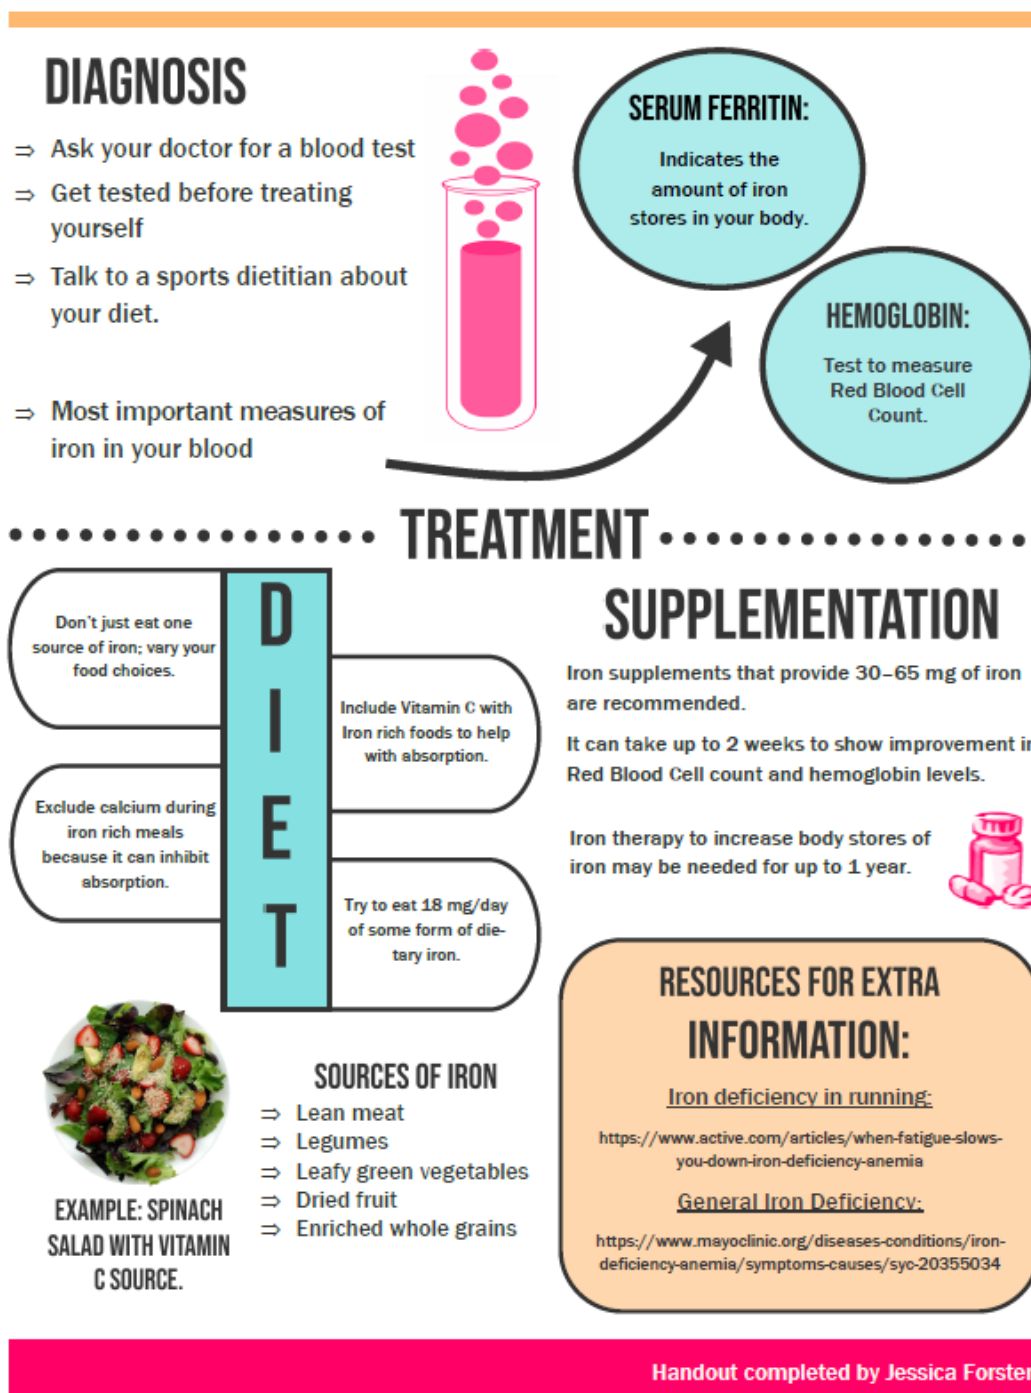 DIAGNOSIS
⇒ Ask your doctor for a blood test
⇒ Get tested before treating
yourself
⇒ Talk to a sports dietitian about
your diet.
⇒ Most important measures of
iron in your blood
SERUM FERRITIN:
Indicates the
amount of iron
stores in your body.
HEMOGLOBIN:
Test to measure
Red Blood Cell
Count.
TREATMENT
DIET
Don't just eat one
source of iron; vary your
food choices.
Include Vitamin C with
Iron rich foods to help
with absorption.
Exclude calcium during
iron rich meals
because it can inhibit
absorption.
Try to eat 18 mg/day
of some form of die-
tary iron.
EXAMPLE: SPINACH
SALAD WITH VITAMIN
C SOURCE.
SOURCES OF IRON
⇒ Lean meat
⇒ Legumes
⇒ Leafy green vegetables
⇒ Dried fruit
⇒ Enriched whole grains
SUPPLEMENTATION
Iron supplements that provide 30–65 mg of iron
are recommended.
It can take up to 2 weeks to show improvement in
Red Blood Cell count and hemoglobin levels.
Iron therapy to increase body stores of
iron may be needed for up to 1 year.
RESOURCES FOR EXTRA
INFORMATION:
Iron deficiency in running:
https://www.active.com/articles/when-fatigue-slows-
you-down-iron-deficiency-anemia
General Iron Deficiency:
https://www.mayoclinic.org/diseases-conditions/iron-
deficiency-anemia/symptoms-causes/syc-20355034
Handout completed by Jessica Forster